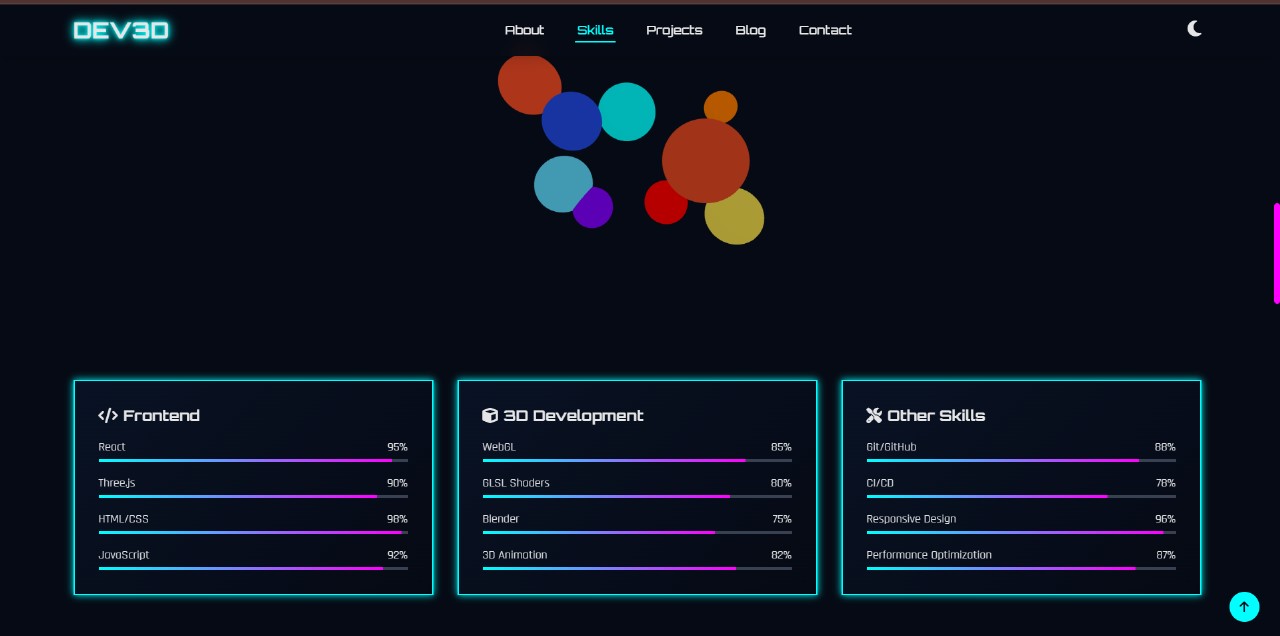 DEV3D
About Skills Projects Blog Contact
Frontend
React 95%
Three.js 90%
HTML/CSS 98%
JavaScript 92%
3D Development
WebGL 85%
GLSL Shaders 80%
Blender 75%
3D Animation 82%
Other Skills
Git/GitHub 88%
CI/CD 78%
Responsive Design 96%
Performance Optimization 87%